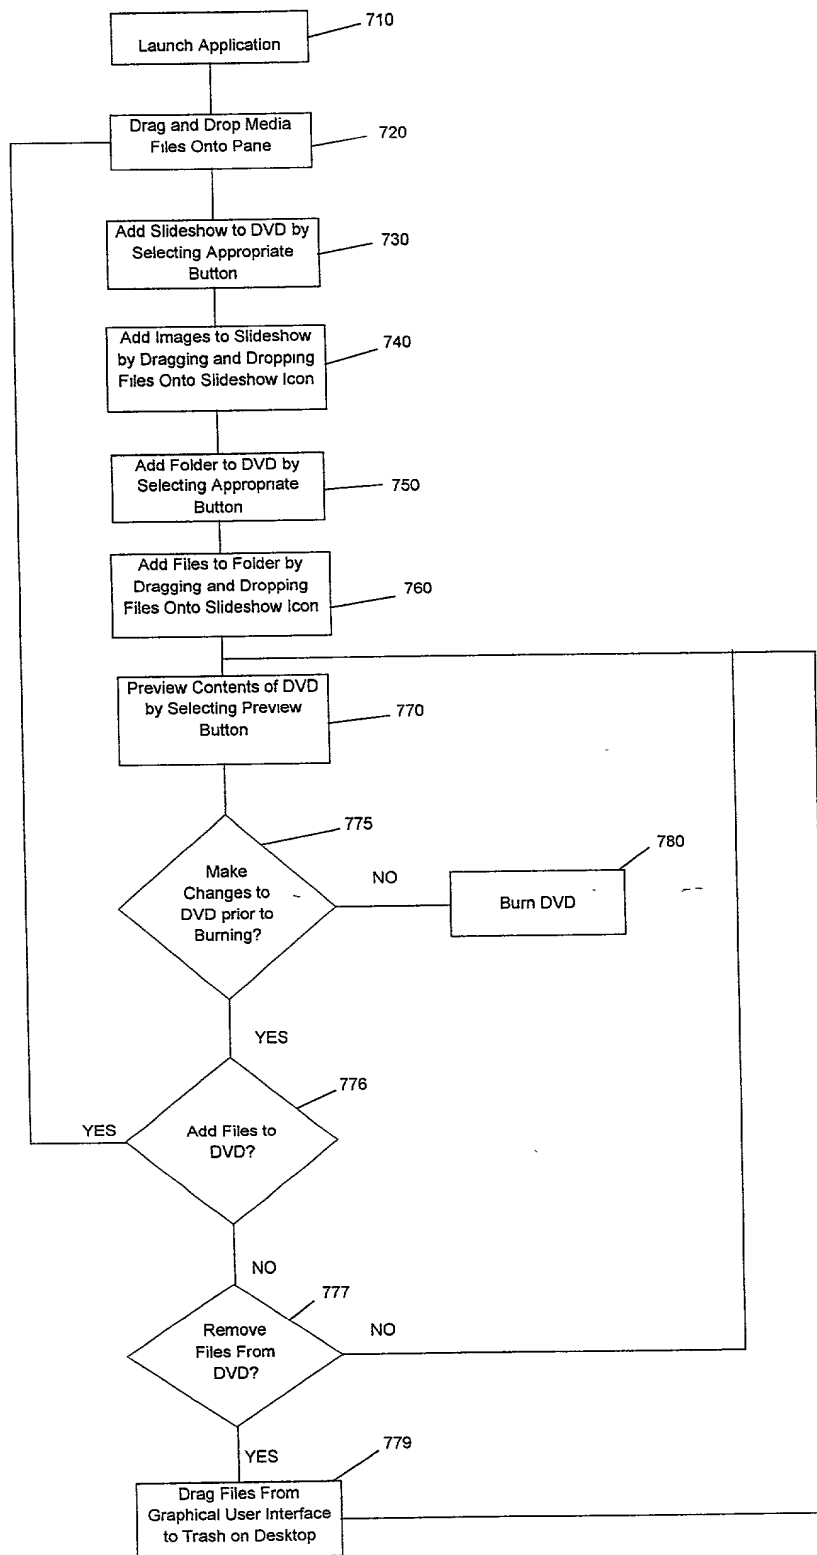 710
Launch Application
Drag and Drop Media
Files Onto Pane
720
Add Slideshow to DVD by
Selecting Appropriate
Button
730
Add Images to Slideshow
by Dragging and Dropping
Files Onto Slideshow Icon
740
Add Folder to DVD by
Selecting Appropriate
Button
750
Add Files to Folder by
Dragging and Dropping
Files Onto Slideshow Icon
760
Preview Contents of DVD
by Selecting Preview
Button
770
775
Make
Changes to
DVD prior to
Burning?
NO
780
Burn DVD
YES
776
Add Files to
DVD?
YES
NO
777
Remove
Files From
DVD?
NO
YES
779
Drag Files From
Graphical User Interface
to Trash on Desktop